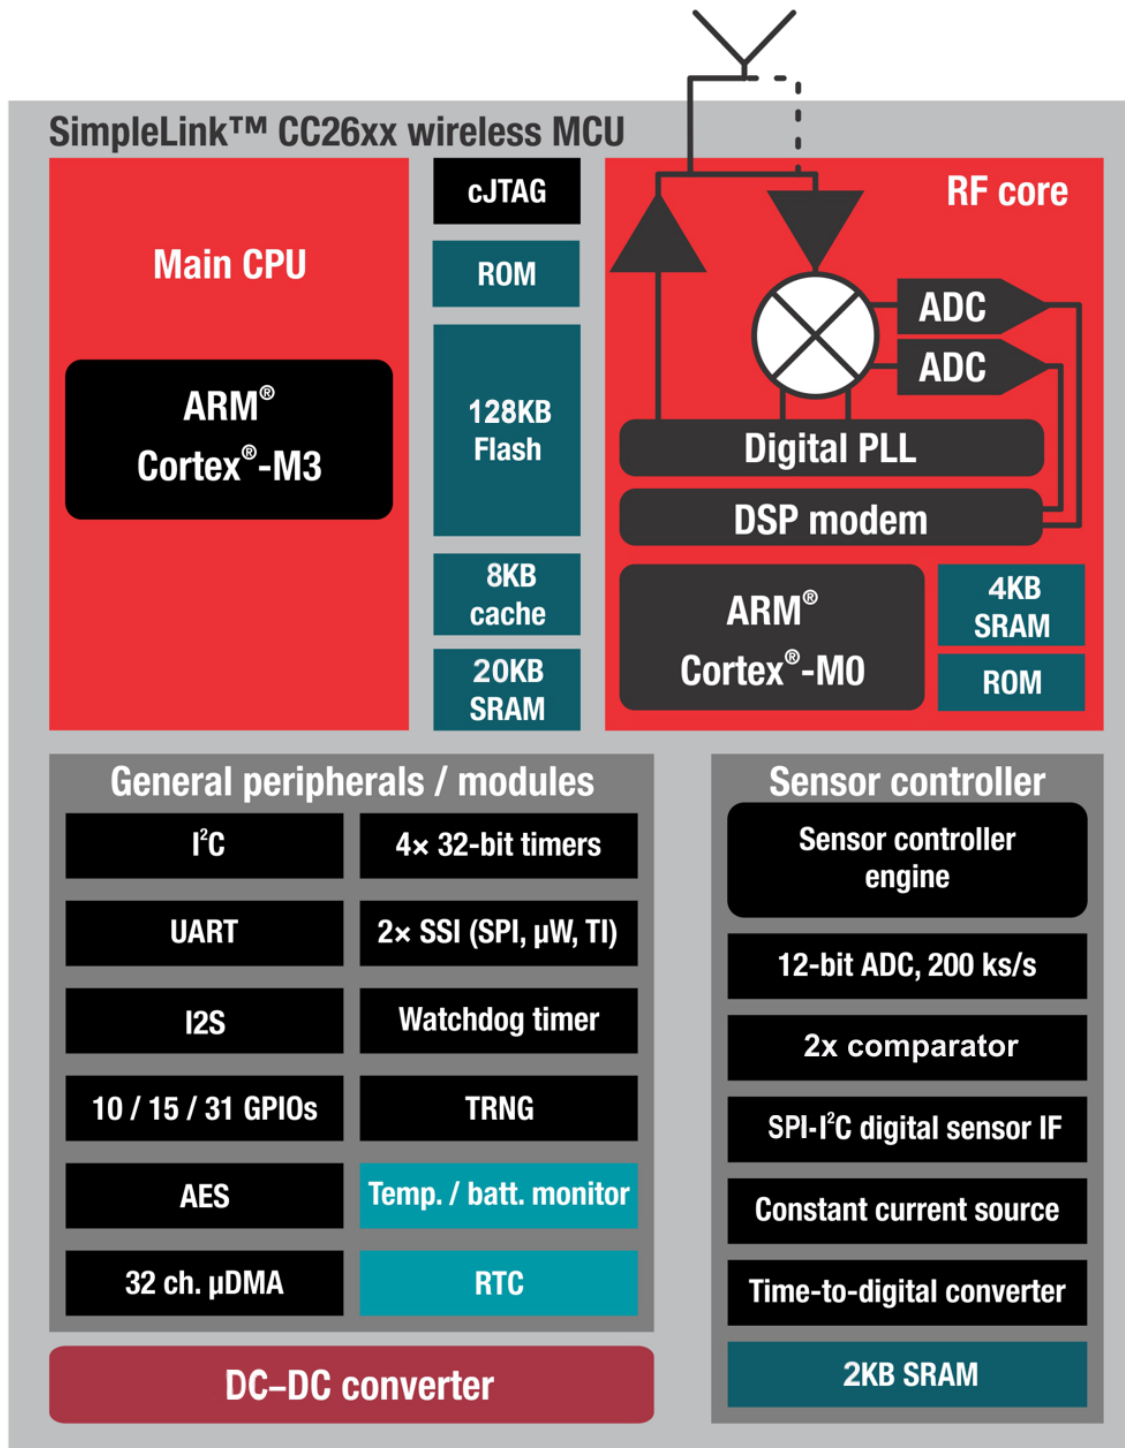 SimpleLink™ CC26xx wireless MCU
Main CPU
ARM®
Cortex®-M3
cJTAG
ROM
128KB
Flash
8KB
cache
20KB
SRAM
RF core
ADC
ADC
Digital PLL
DSP modem
ARM®
Cortex®-M0
4KB
SRAM
ROM
General peripherals / modules
I²C
4× 32-bit timers
UART
2× SSI (SPI, µW, TI)
I2S
Watchdog timer
10 / 15 / 31 GPIOs
TRNG
AES
Temp. / batt. monitor
32 ch. µDMA
RTC
DC–DC converter
Sensor controller
Sensor controller
engine
12-bit ADC, 200 ks/s
2x comparator
SPI-I²C digital sensor IF
Constant current source
Time-to-digital converter
2KB SRAM